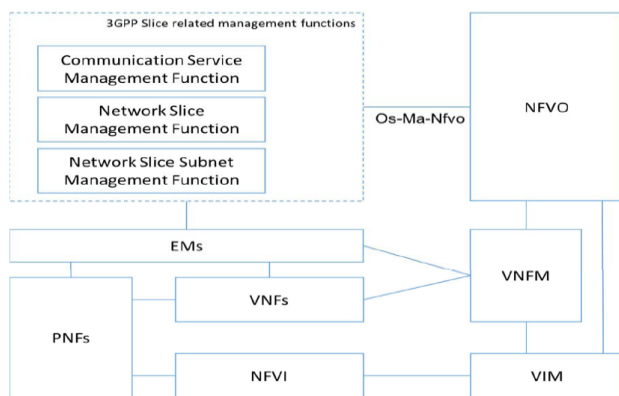 3GPP Slice related management functions
Communication Service
Management Function
Network Slice
Management Function
Network Slice Subnet
Management Function
Os-Ma-Nfvo
NFVO
EMs
VNFs
VNFM
PNFs
NFVI
VIM